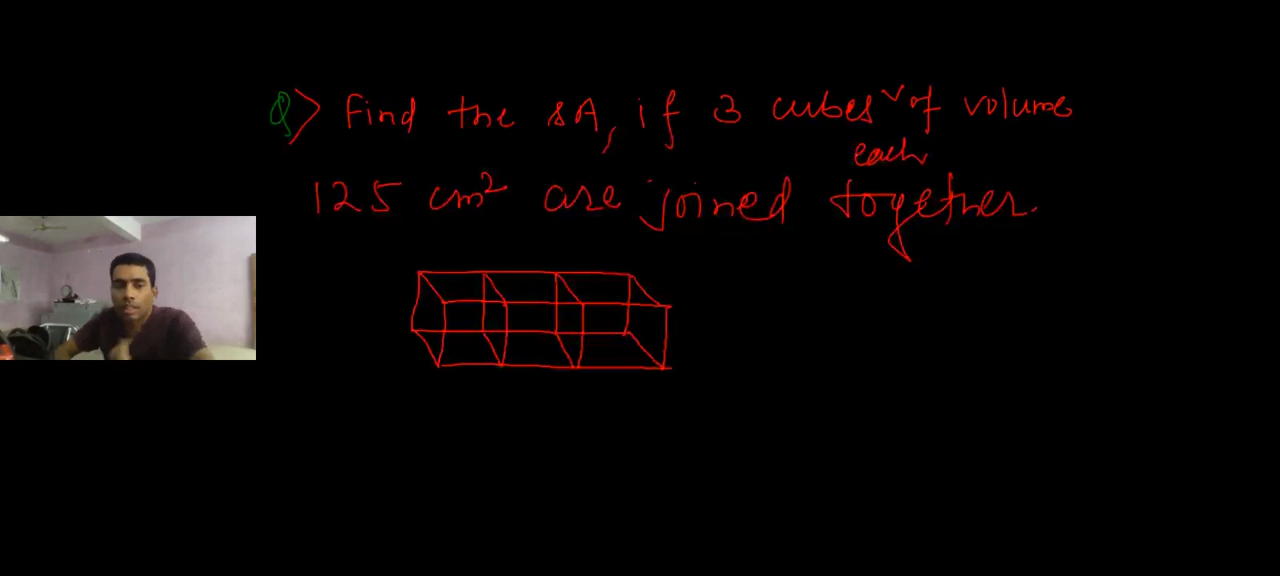 Q> Find the SA, if 3 cubes ˅ of volume
each
125 cm² are joined together.